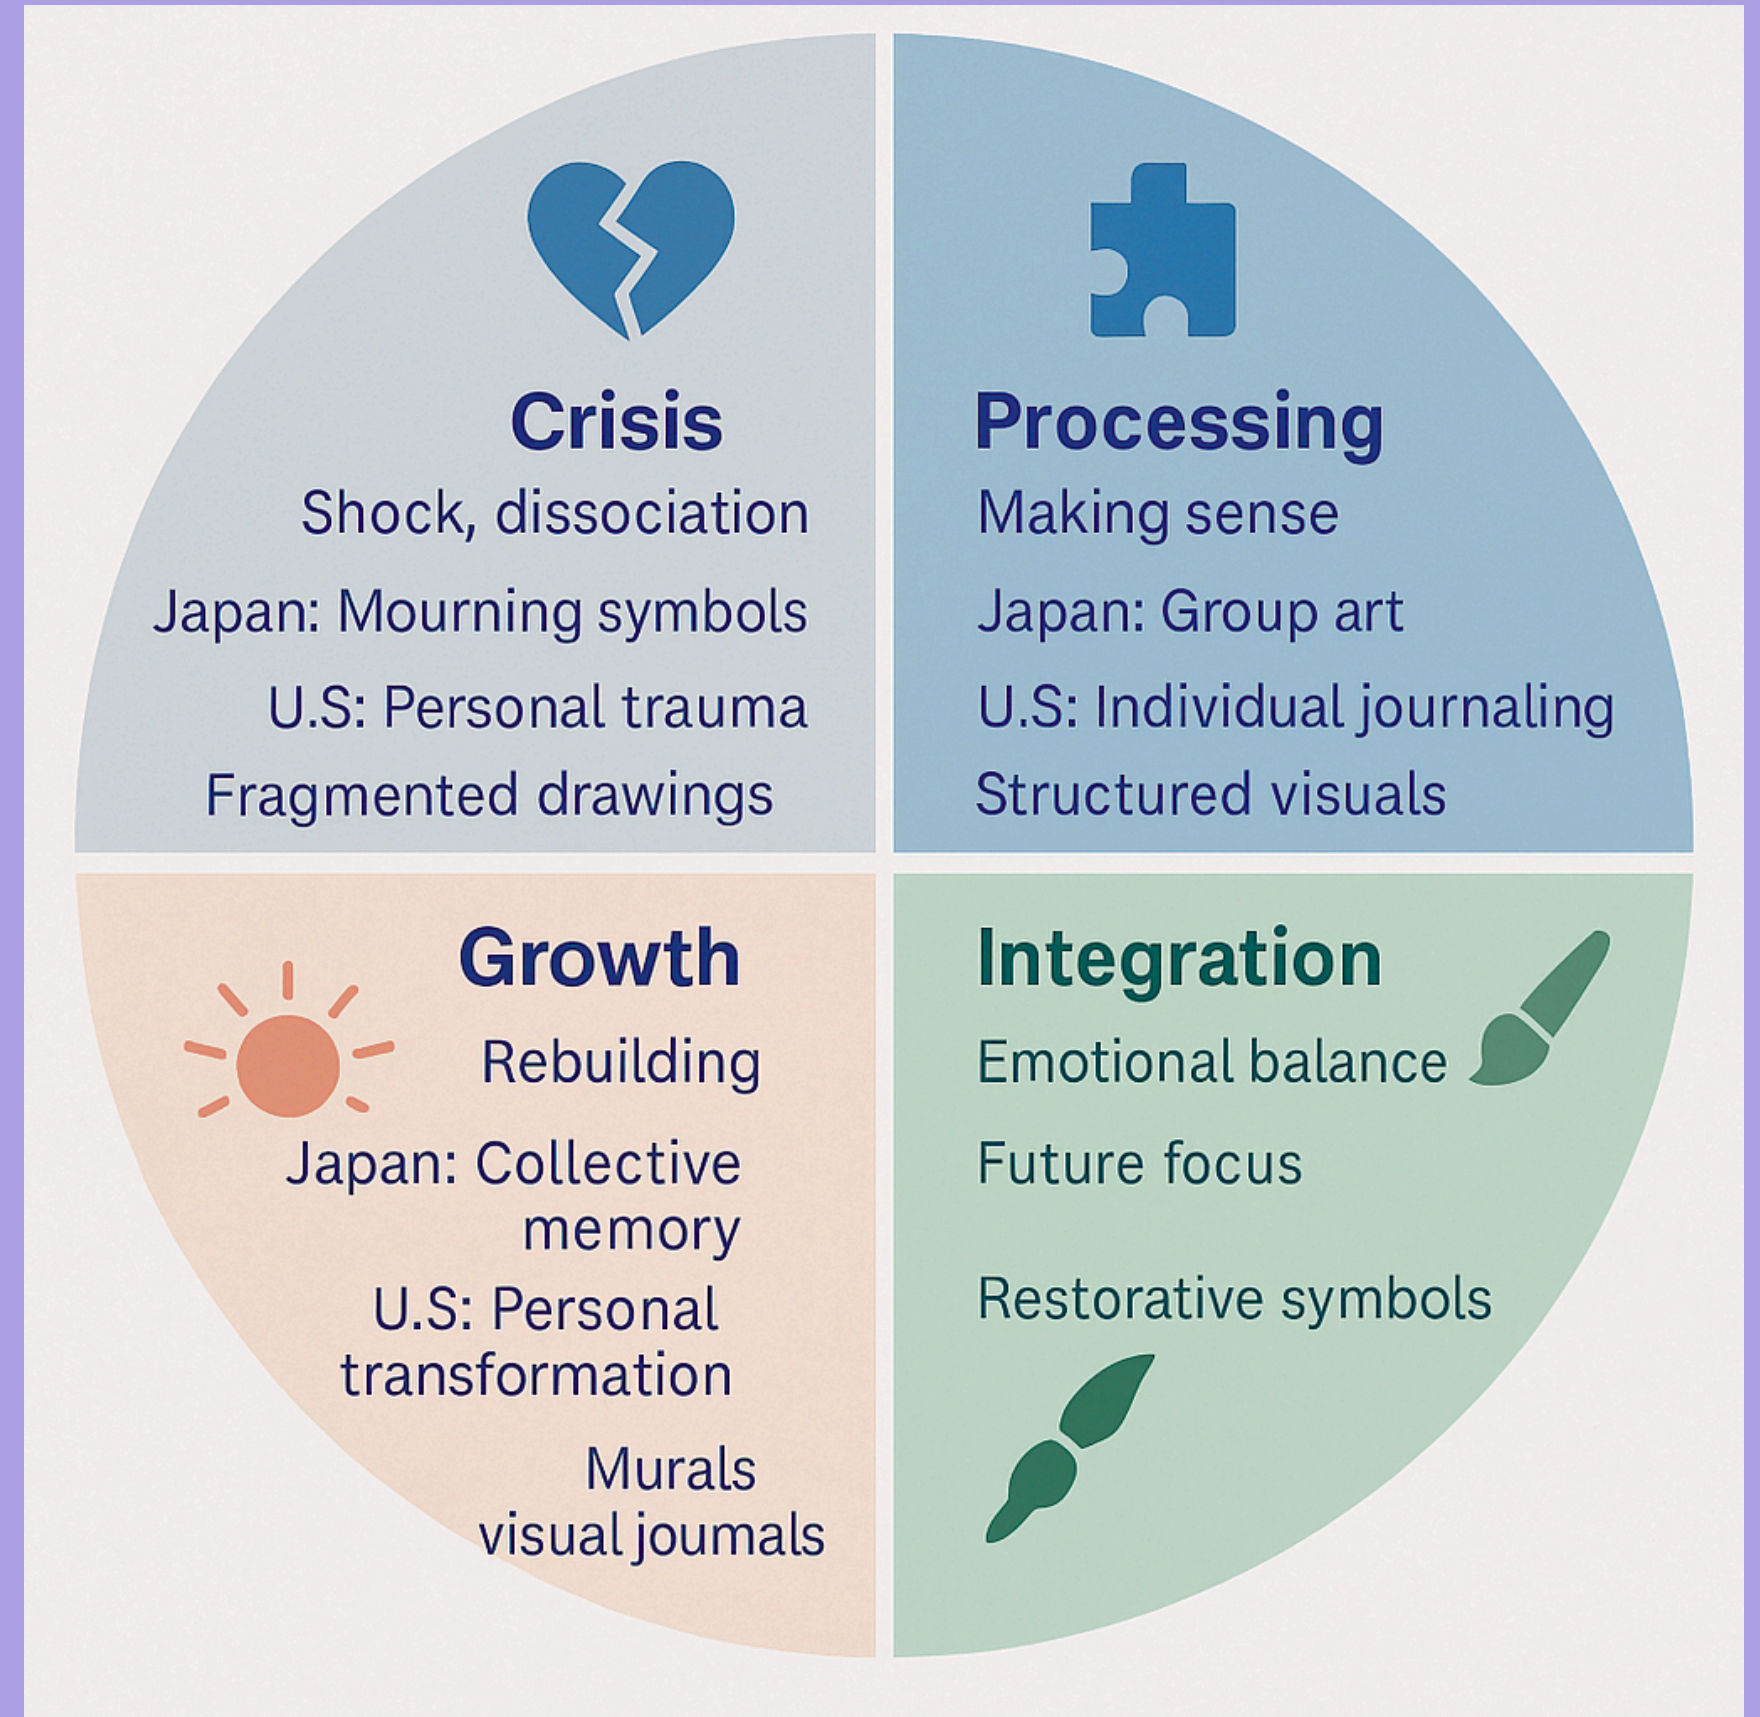 Crisis
Shock, dissociation
Japan: Mourning symbols
U.S: Personal trauma
Fragmented drawings
Processing
Making sense
Japan: Group art
U.S: Individual journaling
Structured visuals
Growth
Rebuilding
Japan: Collective
memory
U.S: Personal
transformation
Murals
visual joumals
Integration
Emotional balance
Future focus
Restorative symbols